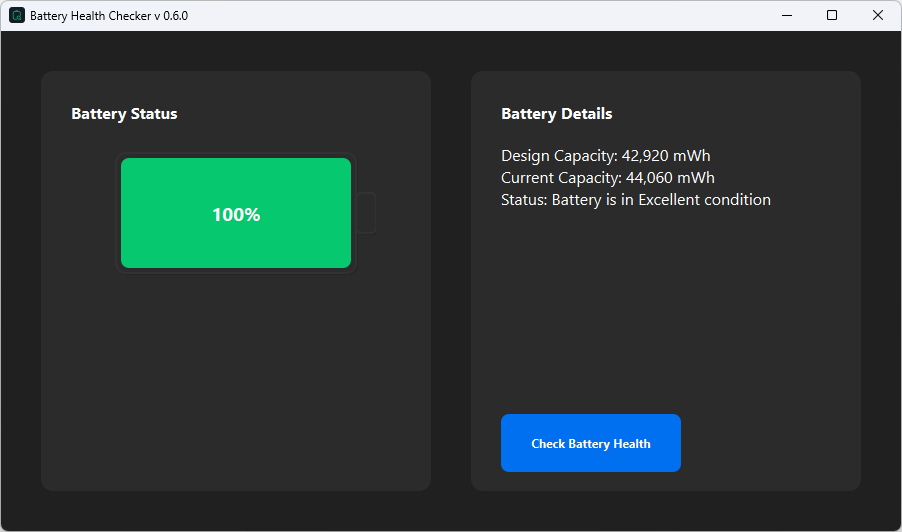 Battery Health Checker v 0.6.0
Battery Status
100%
Battery Details
Design Capacity: 42,920 mWh
Current Capacity: 44,060 mWh
Status: Battery is in Excellent condition
Check Battery Health